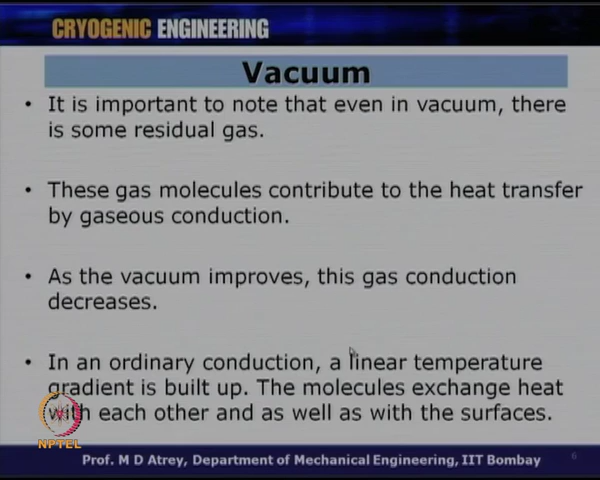 CRYOGENIC ENGINEERING
Vacuum
• It is important to note that even in vacuum, there
is some residual gas.
• These gas molecules contribute to the heat transfer
by gaseous conduction.
• As the vacuum improves, this gas conduction
decreases.
• In an ordinary conduction, a linear temperature
gradient is built up. The molecules exchange heat
with each other and as well as with the surfaces.
NPTEL
Prof. M D Atrey, Department of Mechanical Engineering, IIT Bombay
6